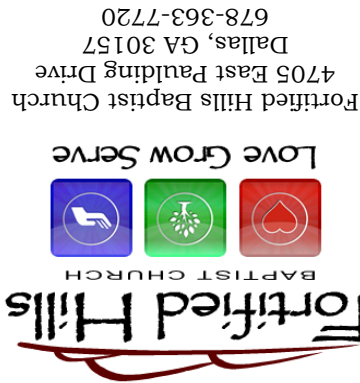 Fortified Hills
BAPTIST CHURCH
Love Grow Serve
Fortified Hills Baptist Church
4705 East Paulding Drive
Dallas, GA 30157
678-363-7720